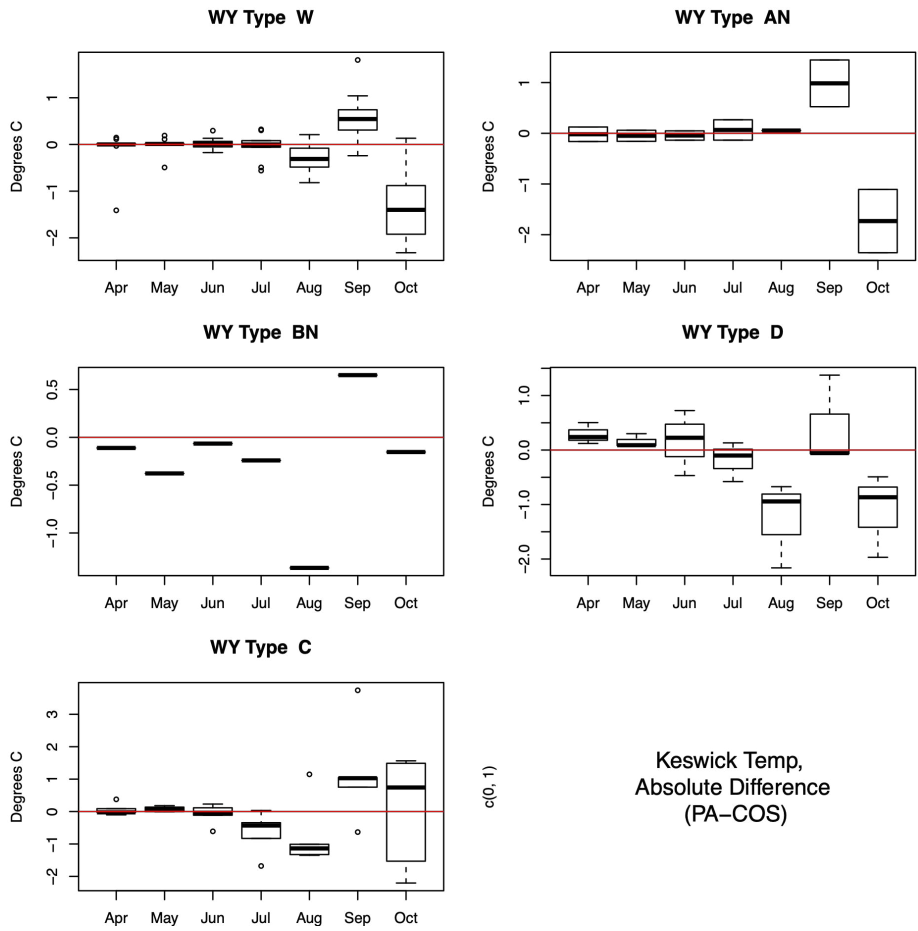 WY Type W
Degrees C
1
0
−1
−2
Apr May Jun Jul Aug Sep Oct
WY Type AN
Degrees C
1
0
−1
−2
Apr May Jun Jul Aug Sep Oct
WY Type BN
Degrees C
0.5
0.0
−0.5
−1.0
Apr May Jun Jul Aug Sep Oct
WY Type D
Degrees C
1.0
0.0
−1.0
−2.0
Apr May Jun Jul Aug Sep Oct
WY Type C
Degrees C
3
2
1
0
−1
−2
Apr May Jun Jul Aug Sep Oct
c(0, 1)
Keswick Temp,
Absolute Difference
(PA−COS)